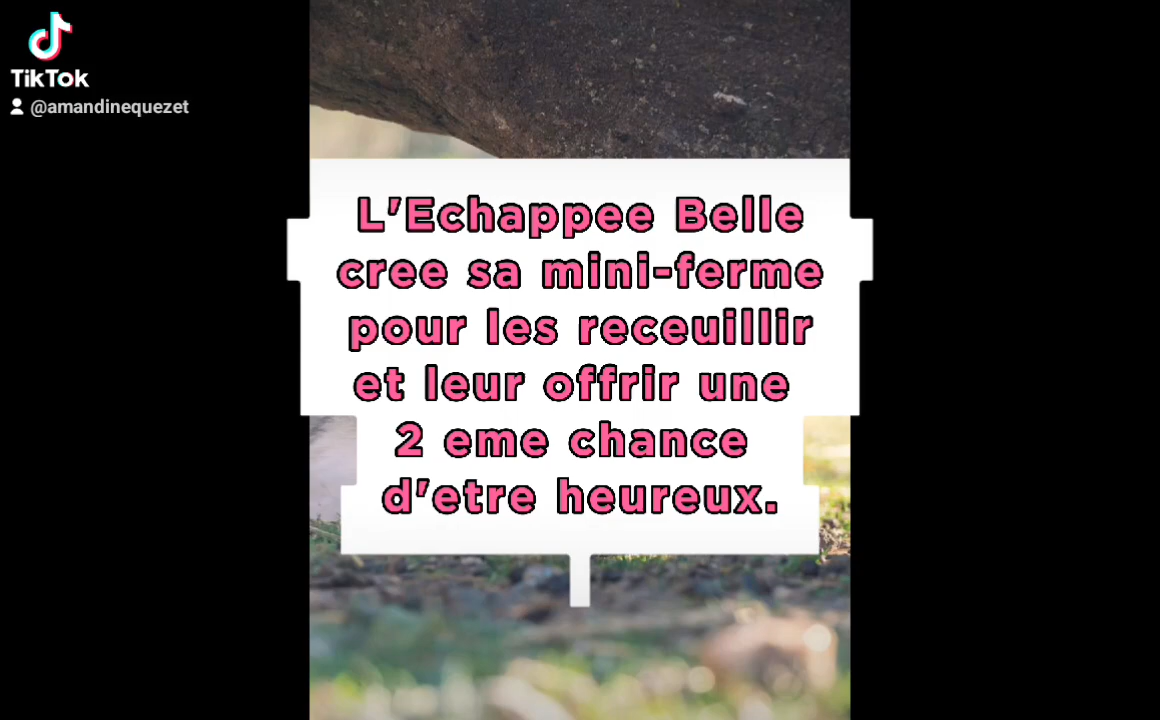 TikTok
@amandinequezet
L'Echappee Belle
cree sa mini-ferme
pour les receuillir
et leur offrir une
2 eme chance
d'etre heureux.